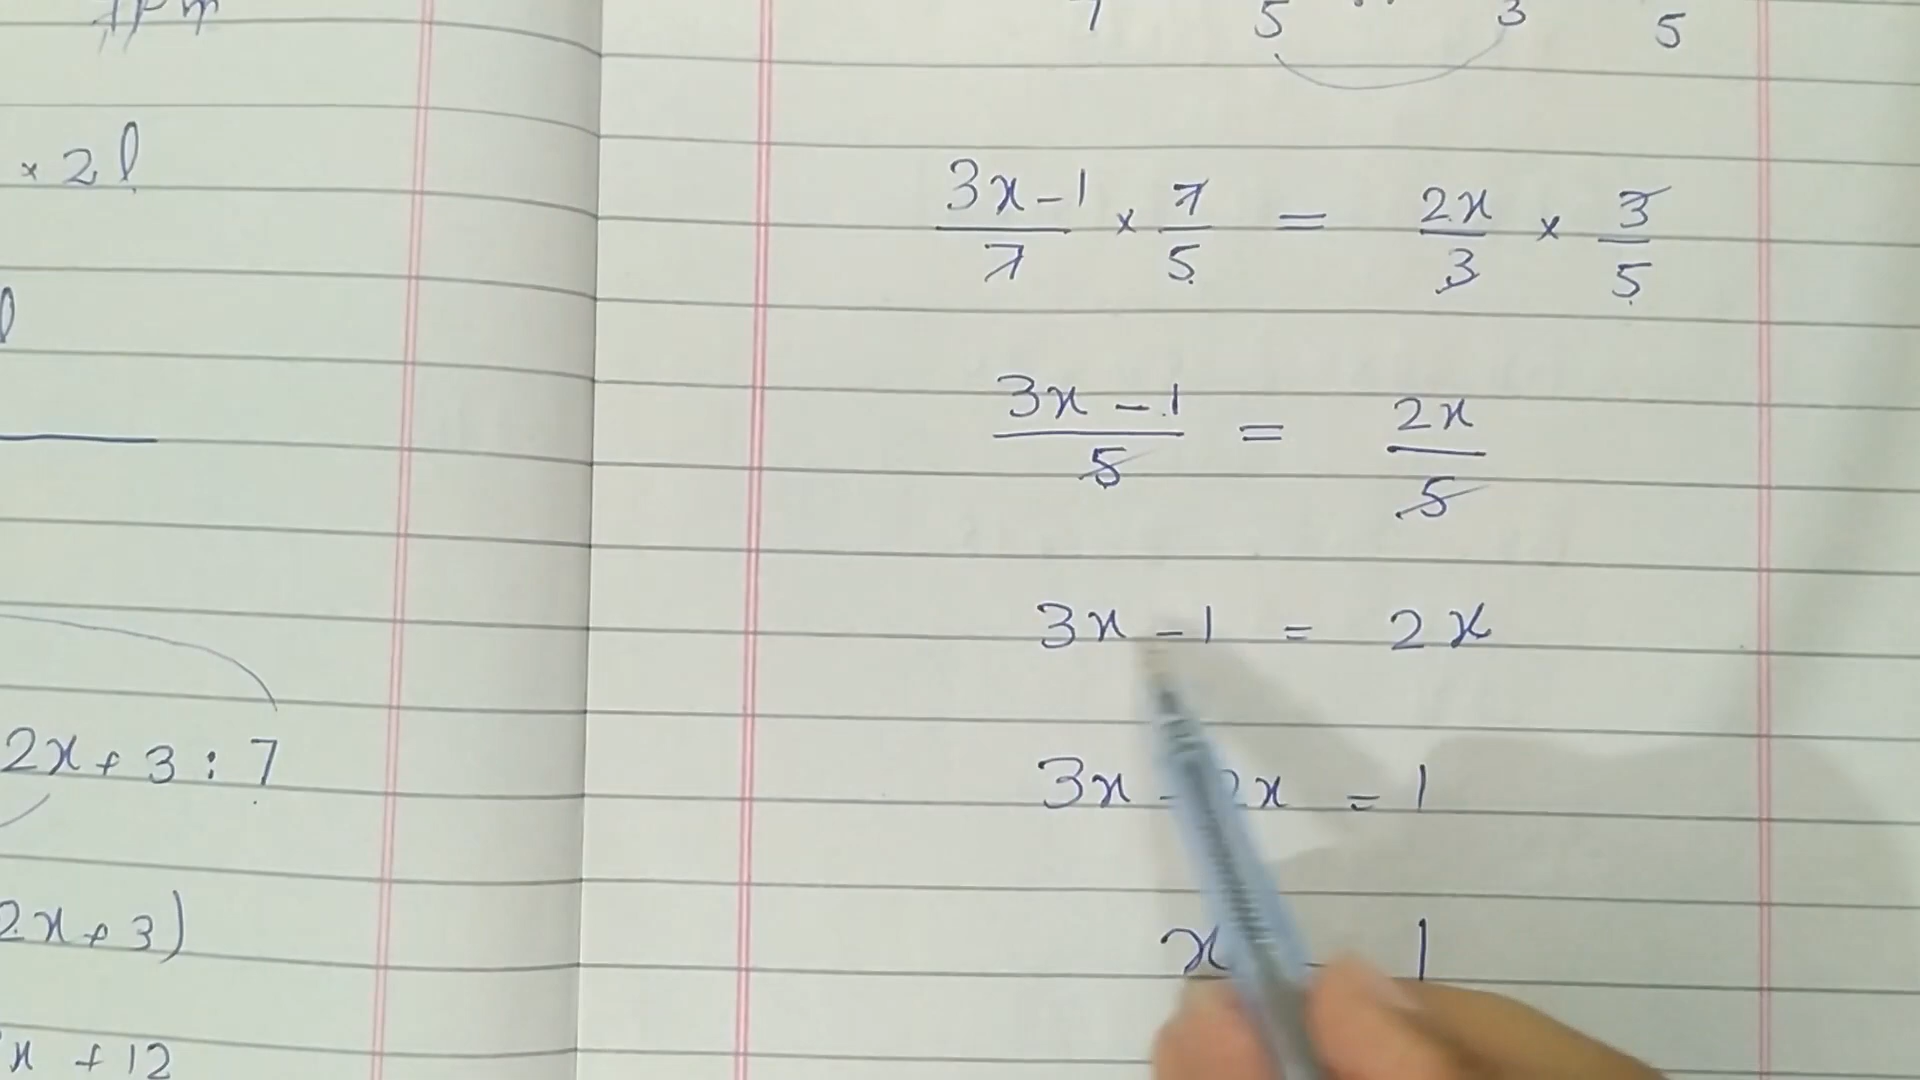 × 2l
2x + 3 : 7
2x + 3)
x + 12
7 5 : 3 5
(3x - 1)/7 × 7/5 = 2x/3 × 3/5
(3x - 1)/5 = 2x/5
3x - 1 = 2x
3x - 2x = 1
x = 1